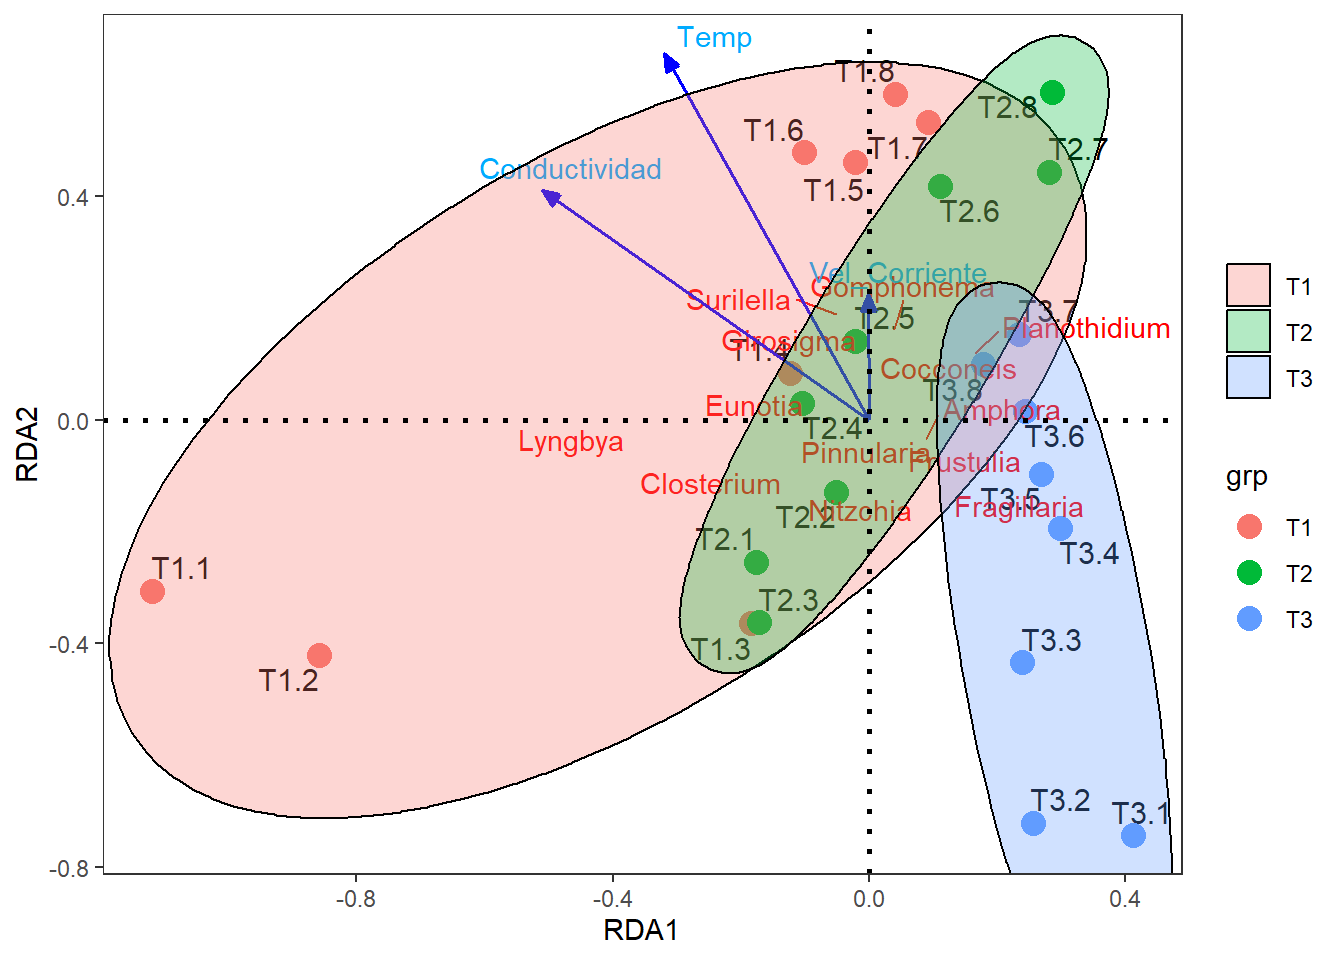 Temp
T1.8
T2.8
T1.6
T1.7
T2.7
Conductividad
T1.5
T2.6
0.4
Vel_Corriente
Gomphonema
Surilella
T2.5
T3.7
Planothidium
Girosigma
T1.4
Cocconeis
T3.8
Eunotia
Amphora
0.0
T2.4
T3.6
Lyngbya
Pinnularia
Frustulia
Closterium
T3.5
T2.2
Nitzchia
Fragillaria
T2.1
T3.4
T1.1
T2.3
T1.3
T3.3
-0.4
T1.2
T3.2
T3.1
-0.8
-0.8
-0.4
0.0
0.4
RDA1
RDA2
T1
T2
T3
grp
T1
T2
T3